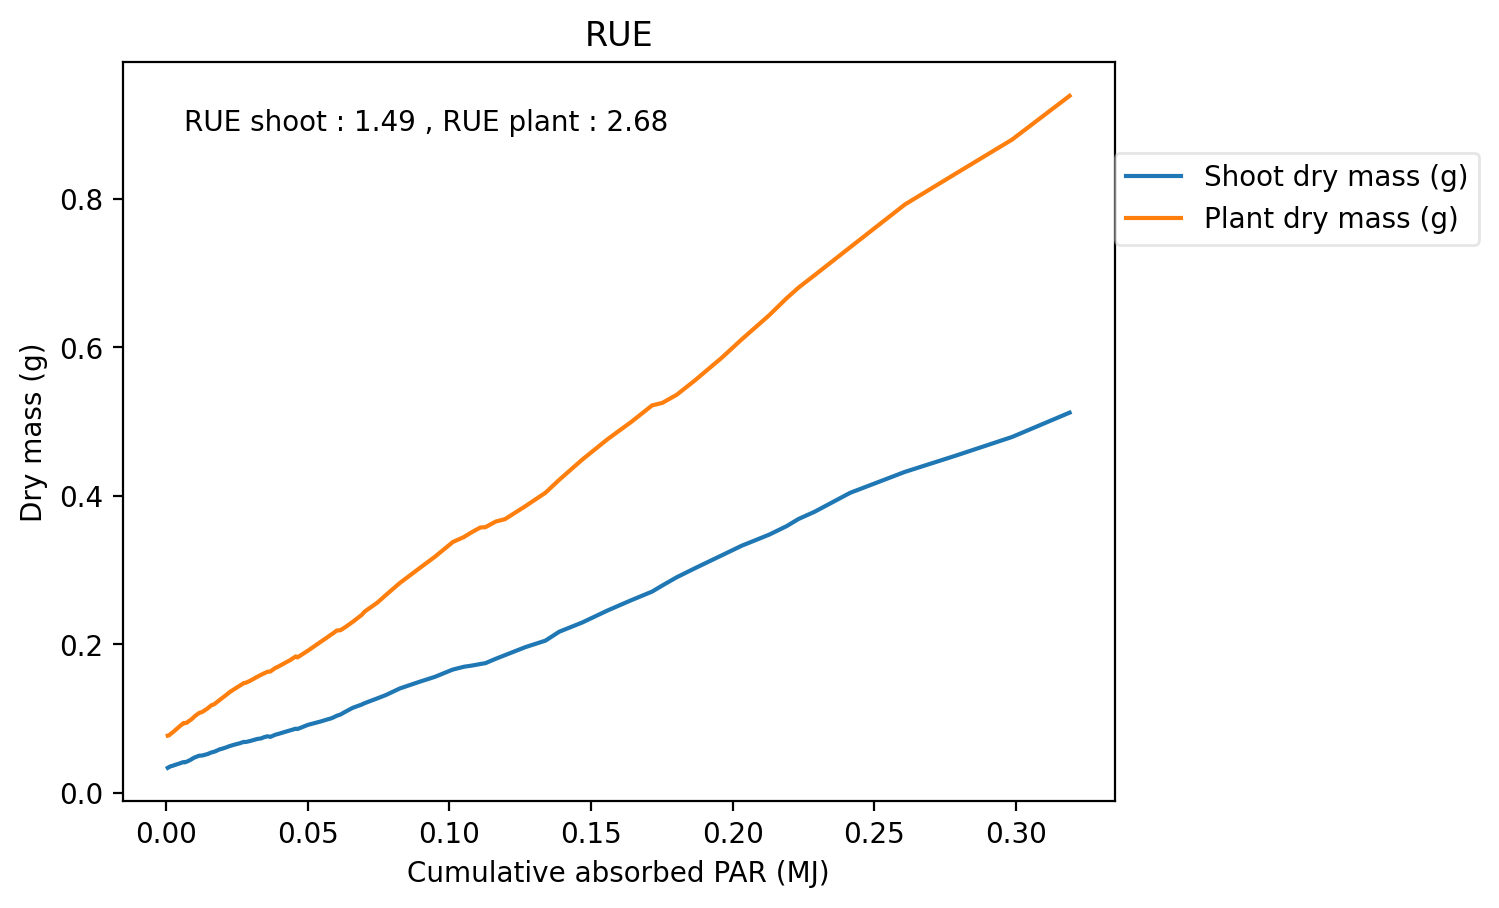 RUE
RUE shoot : 1.49 , RUE plant : 2.68
Shoot dry mass (g)
Plant dry mass (g)
Dry mass (g)
0.8
0.6
0.4
0.2
0.0
0.00 0.05 0.10 0.15 0.20 0.25 0.30
Cumulative absorbed PAR (MJ)